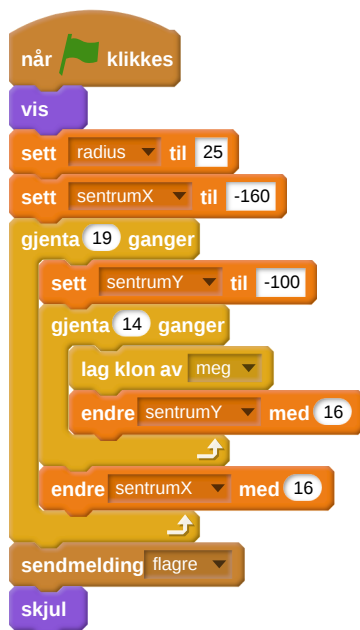 når klikkes
vis
sett radius til 25
sett sentrumX til -160
gjenta 19 ganger
sett sentrumY til -100
gjenta 14 ganger
lag klon av meg
endre sentrumY med 16
endre sentrumX med 16
sendmelding flagre
skjul